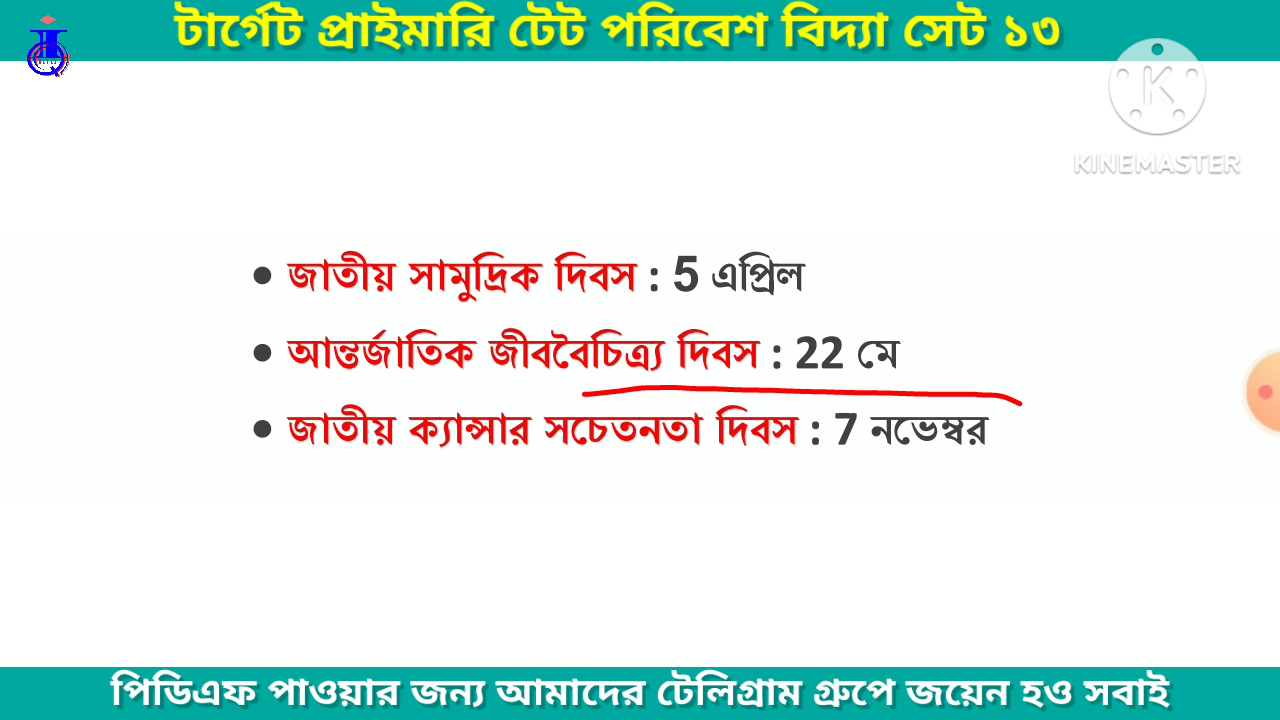 টার্গেট প্রাইমারি টেট পরিবেশ বিদ্যা সেট ১৩
KINEMASTER
• জাতীয় সামুদ্রিক দিবস : 5 এপ্রিল
• আন্তর্জাতিক জীববৈচিত্র্য দিবস : 22 মে
• জাতীয় ক্যান্সার সচেতনতা দিবস : 7 নভেম্বর
পিডিএফ পাওয়ার জন্য আমাদের টেলিগ্রাম গ্রুপে জয়েন হও সবাই